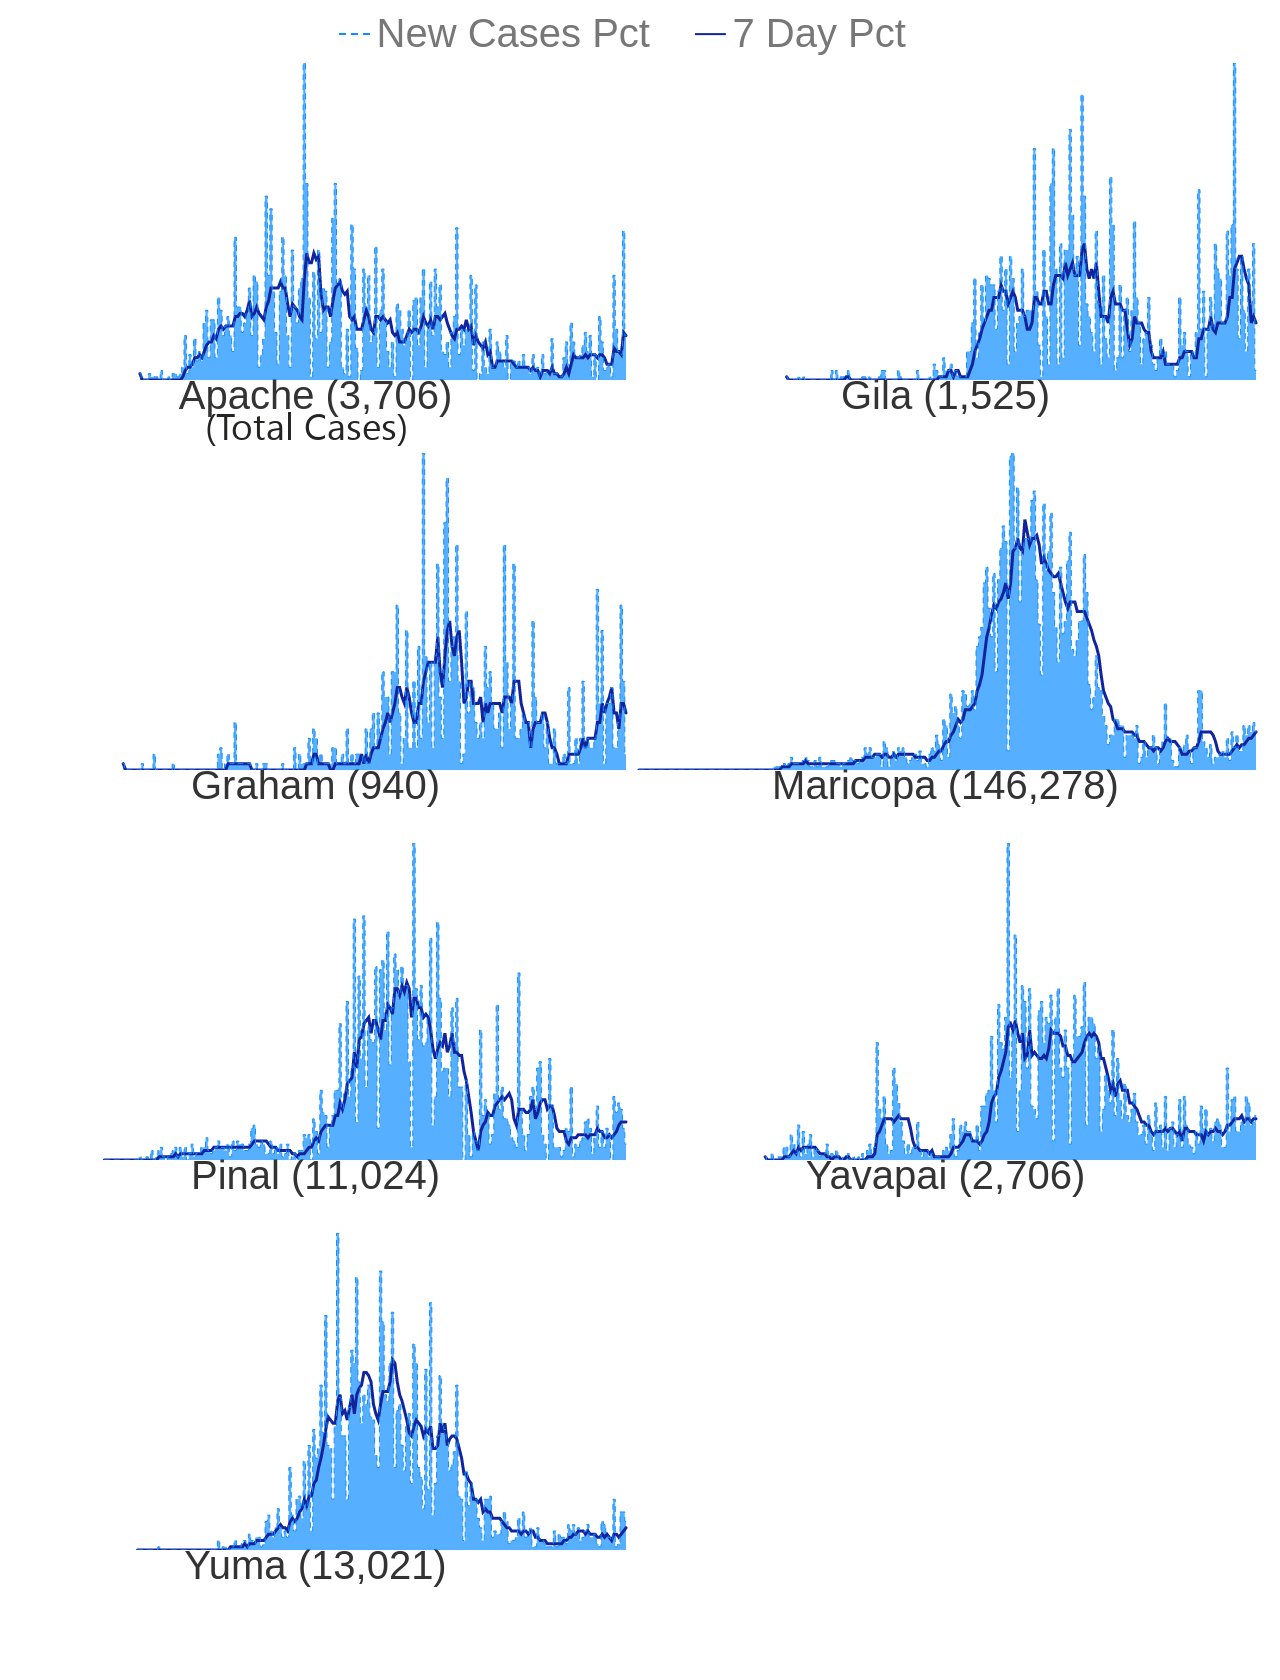 New Cases Pct 7 Day Pct
Apache (3,706) Gila (1,525)
(Total Cases)
Graham (940) Maricopa (146,278)
Pinal (11,024) Yavapai (2,706)
Yuma (13,021)